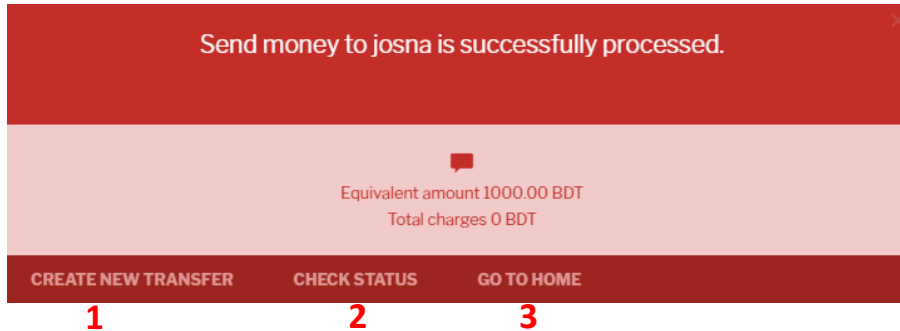 Send money to josna is successfully processed.
Equivalent amount 1000.00 BDT
Total charges 0 BDT
CREATE NEW TRANSFER CHECK STATUS GO TO HOME
1 2 3